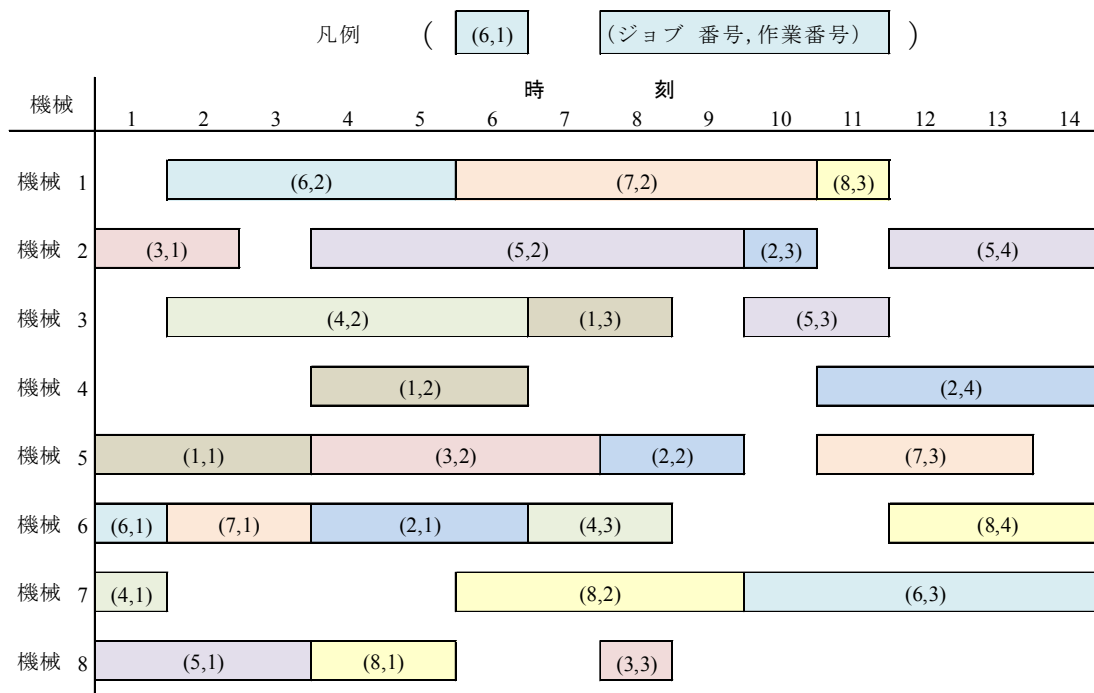 凡例 ( (6,1) (ジョブ 番号,作業番号) )
時 刻
機械
1 2 3 4 5 6 7 8 9 10 11 12 13 14
機械 1 (6,2) (7,2) (8,3)
機械 2 (3,1) (5,2) (2,3) (5,4)
機械 3 (4,2) (1,3) (5,3)
機械 4 (1,2) (2,4)
機械 5 (1,1) (3,2) (2,2) (7,3)
機械 6 (6,1) (7,1) (2,1) (4,3) (8,4)
機械 7 (4,1) (8,2) (6,3)
機械 8 (5,1) (8,1) (3,3)